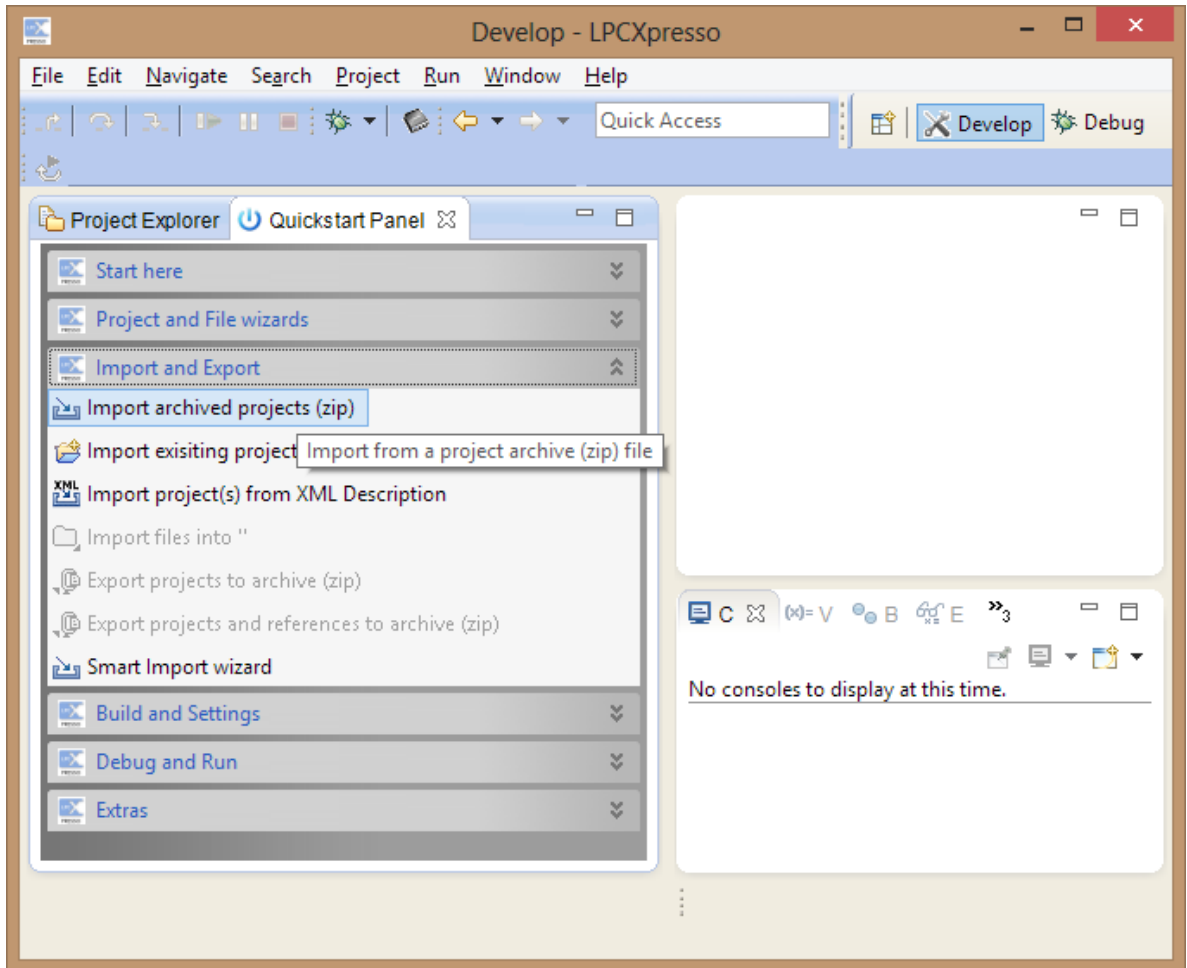 Develop - LPCXpresso
File Edit Navigate Search Project Run Window Help
Quick Access
Develop Debug
Project Explorer Quickstart Panel
Start here
Project and File wizards
Import and Export
Import archived projects (zip)
Import exisiting project
Import from a project archive (zip) file
XML
Import project(s) from XML Description
Import files into ''
Export projects to archive (zip)
Export projects and references to archive (zip)
Smart Import wizard
Build and Settings
Debug and Run
Extras
C (x)= V B E »3
No consoles to display at this time.